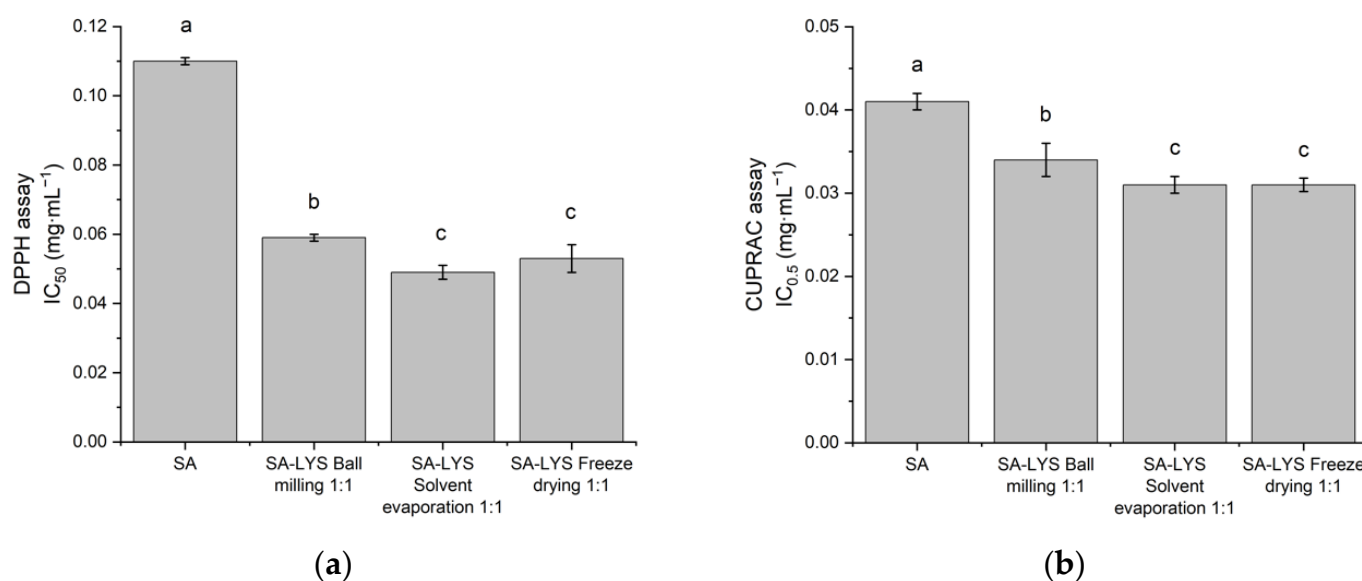 0.12
0.10
0.08
0.06
0.04
0.02
0.00
DPPH assay
IC₅₀ (mg·mL⁻¹)
a
b
c
c
SA
SA-LYS Ball
milling 1:1
SA-LYS
Solvent
evaporation 1:1
SA-LYS Freeze
drying 1:1
(a)
0.05
0.04
0.03
0.02
0.01
0.00
CUPRAC assay
IC₀.₅ (mg·mL⁻¹)
a
b
c
c
SA
SA-LYS Ball
milling 1:1
SA-LYS
Solvent
evaporation 1:1
SA-LYS Freeze
drying 1:1
(b)